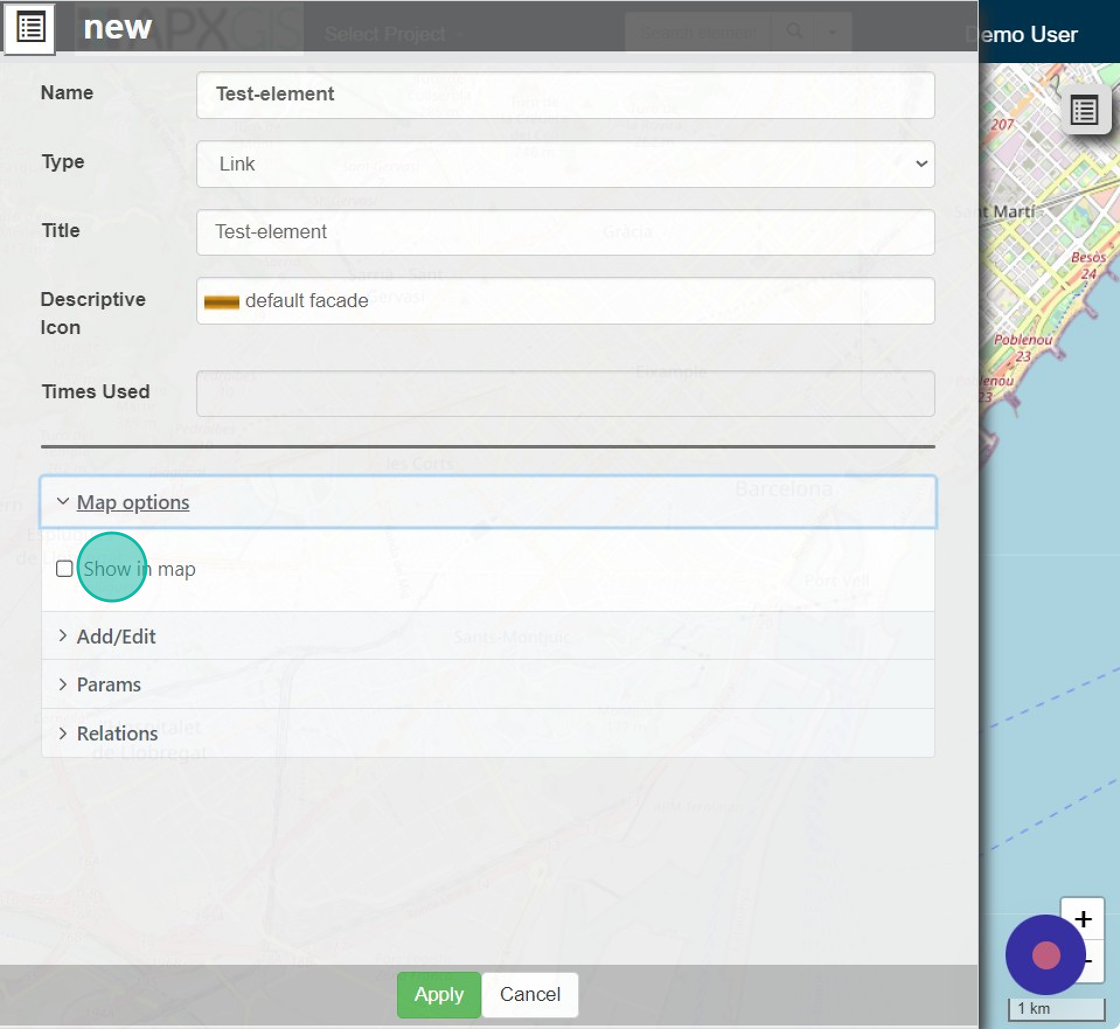 new
MAPXGIS
Select Project
Search element
Demo User
Name
Test-element
Type
Link
Title
Test-element
Descriptive
Icon
default facade
Times Used
Map options
Show in map
Add/Edit
Params
Relations
Apply
Cancel
207
Sant Martí
Besòs
24
Poblenou
23
23
Gràcia
Sarrià-Sant
Gervasi
Eixample
les Corts
Barcelona
Port Vell
Sants-Montjuïc
de Llobregat
+
-
1 km